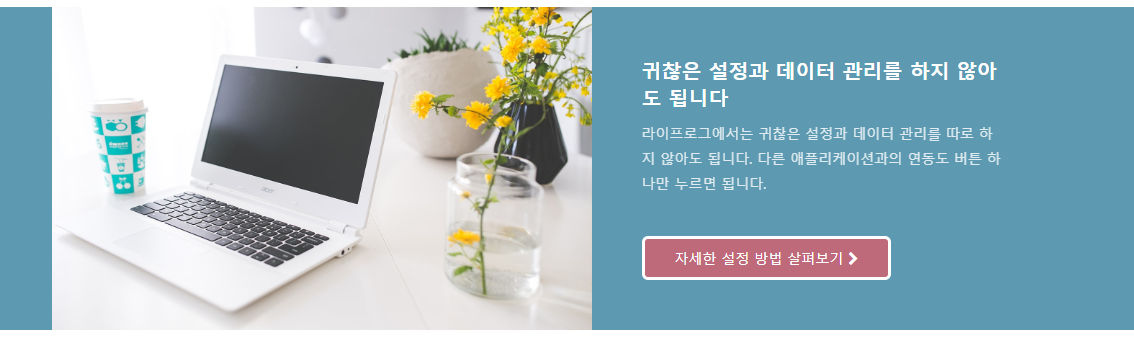 귀찮은 설정과 데이터 관리를 하지 않아
도 됩니다
라이프로그에서는 귀찮은 설정과 데이터 관리를 따로 하
지 않아도 됩니다. 다른 애플리케이션과의 연동도 버튼 하
나만 누르면 됩니다.
자세한 설정 방법 살펴보기
acer